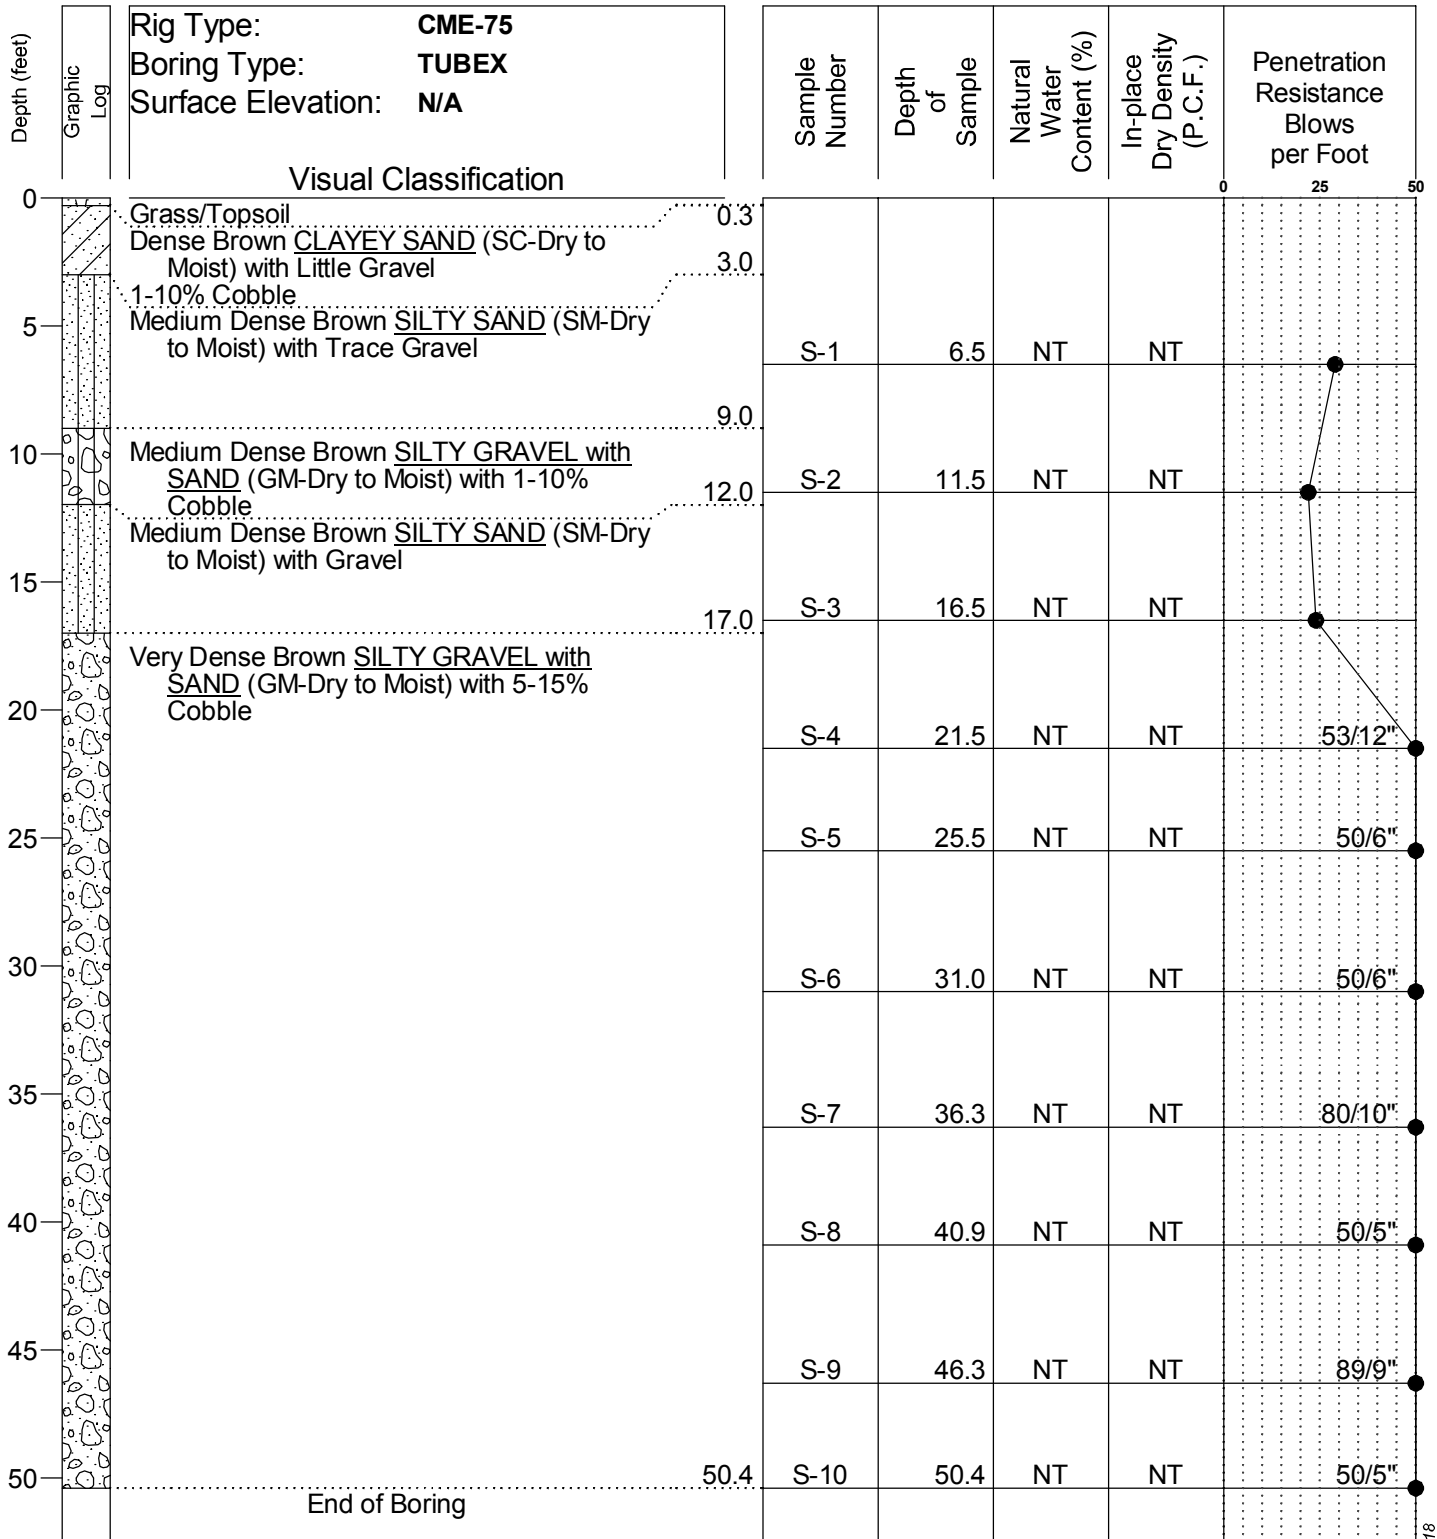 Depth (feet)
Graphic
Log
Rig Type: CME-75
Boring Type: TUBEX
Surface Elevation: N/A
Visual Classification
Sample
Number
Depth
of
Sample
Natural
Water
Content (%)
In-place
Dry Density
(P.C.F.)
Penetration
Resistance
Blows
per Foot
0 25 50
0
Grass/Topsoil 0.3
Dense Brown CLAYEY SAND (SC-Dry to
Moist) with Little Gravel 3.0
1-10% Cobble
5
Medium Dense Brown SILTY SAND (SM-Dry
to Moist) with Trace Gravel
S-1 6.5 NT NT
9.0
10
Medium Dense Brown SILTY GRAVEL with
SAND (GM-Dry to Moist) with 1-10%
Cobble 12.0
S-2 11.5 NT NT
Medium Dense Brown SILTY SAND (SM-Dry
to Moist) with Gravel
15
S-3 16.5 NT NT
17.0
Very Dense Brown SILTY GRAVEL with
SAND (GM-Dry to Moist) with 5-15%
Cobble
20
S-4 21.5 NT NT 53/12"
25
S-5 25.5 NT NT 50/6"
30
S-6 31.0 NT NT 50/6"
35
S-7 36.3 NT NT 80/10"
40
S-8 40.9 NT NT 50/5"
45
S-9 46.3 NT NT 89/9"
50
50.4 S-10 50.4 NT NT 50/5"
End of Boring
18